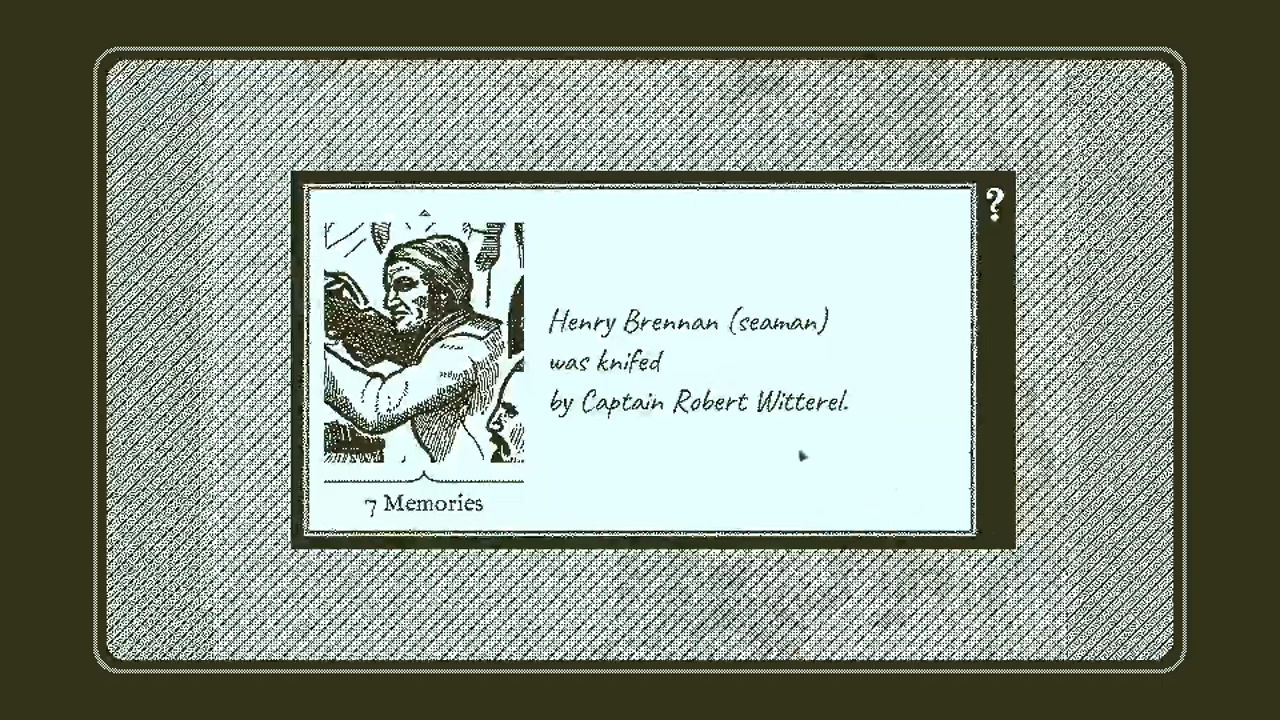 ?
Henry Brennan (seaman)
was knifed
by Captain Robert Witterel.
7 Memories